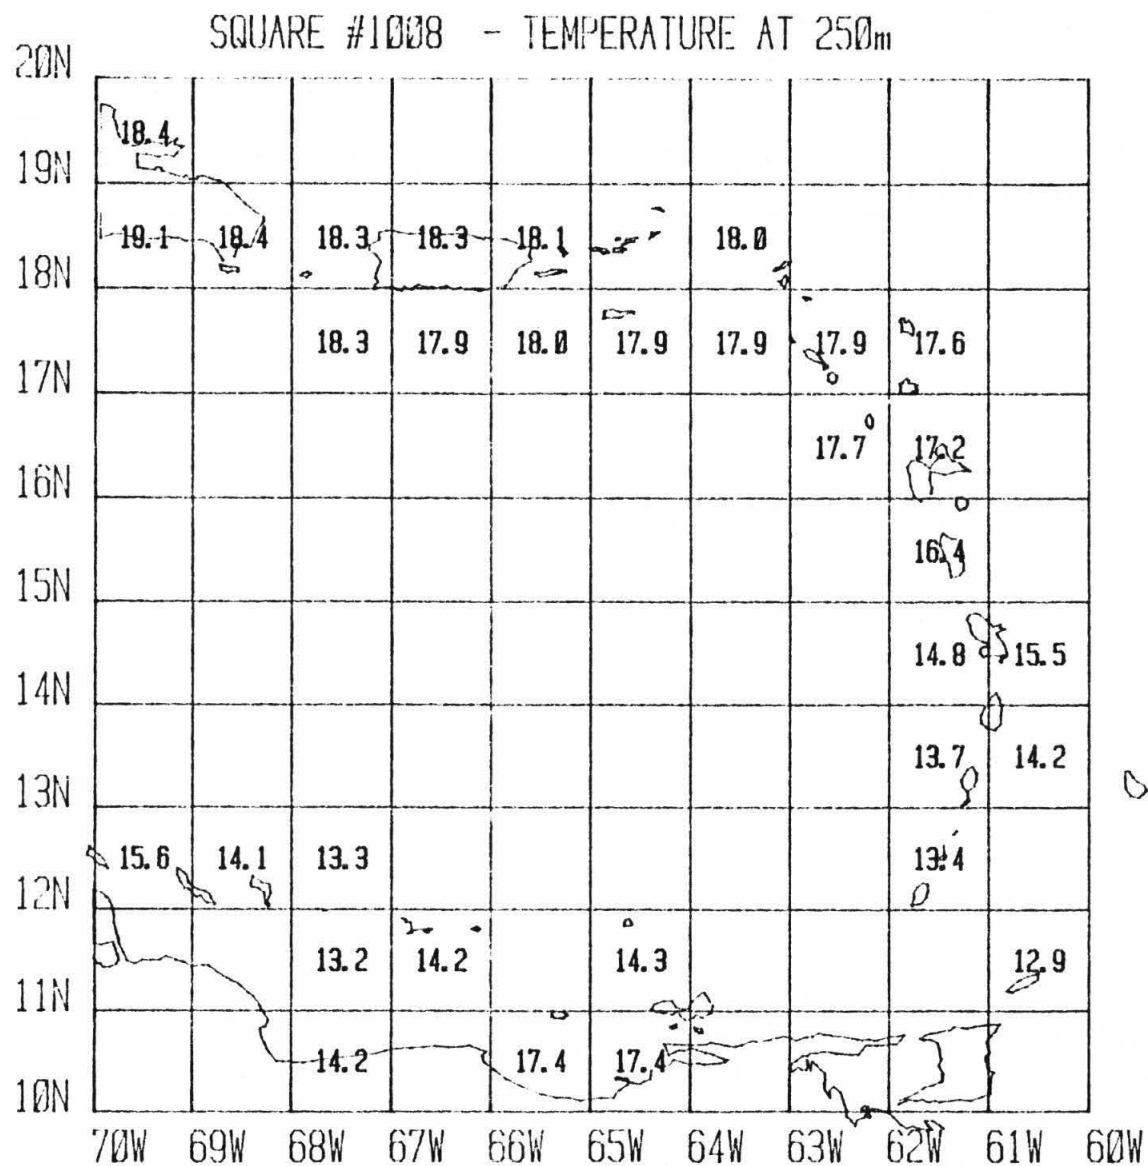 SQUARE #1008 - TEMPERATURE AT 250m
20N
18.4
19N
19.1 18.4 18.3 18.3 18.1 18.0
18N
18.3 17.9 18.0 17.9 17.9 17.9 17.6
17N
17.7 17.2
16N
16.4
15N
14.8 15.5
14N
13.7 14.2
13N
15.6 14.1 13.3 13.4
12N
13.2 14.2 14.3 12.9
11N
14.2 17.4 17.4
10N
70W 69W 68W 67W 66W 65W 64W 63W 62W 61W 60W